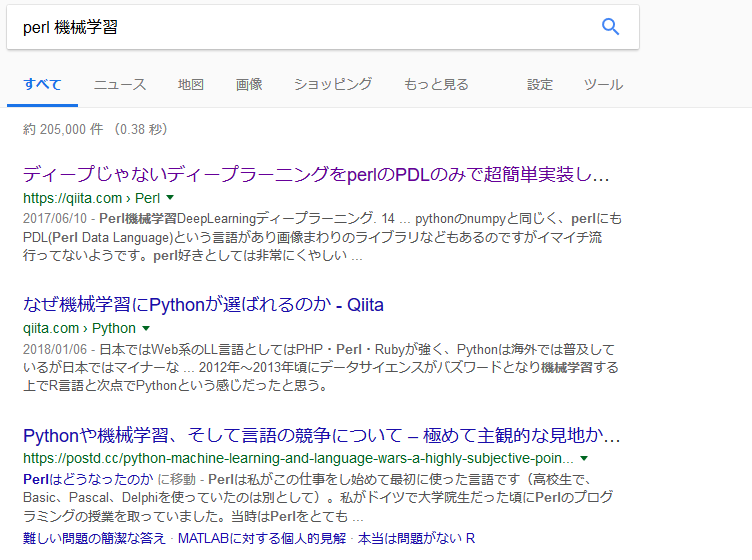 perl 機械学習
すべて ニュース 地図 画像 ショッピング もっと見る 設定 ツール
約 205,000 件 （0.38 秒）
ディープじゃないディープラーニングをperlのPDLのみで超簡単実装し...
https://qiita.com › Perl
2017/06/10 - Perl機械学習DeepLearningディープラーニング. 14 ... pythonのnumpyと同じく、perlにも
PDL(Perl Data Language)という言語があり画像まわりのライブラリなどもあるのですがイマイチ流
行ってないようです。perl好きとしては非常にくやしい ...
なぜ機械学習にPythonが選ばれるのか - Qiita
qiita.com › Python
2018/01/06 - 日本ではWeb系のLL言語としてはPHP・Perl・Rubyが強く、Pythonは海外では普及して
いるが日本ではマイナーな ... 2012年～2013年頃にデータサイエンスがバズワードとなり機械学習する
上でR言語と次点でPythonという感じだったと思う。
Pythonや機械学習、そして言語の競争について – 極めて主観的な見地か...
https://postd.cc/python-machine-learning-and-language-wars-a-highly-subjective-poin...
Perlはどうなったのか に移動 - Perlは私がこの仕事をし始めて最初に使った言語です（高校生で、
Basic、Pascal、Delphiを使っていたのは別として）。私がドイツで大学院生だった頃にPerlのプログ
ラミングの授業を取っていました。当時はPerlをとても ...
難しい問題の簡潔な答え · MATLABに対する個人的見解 · 本当は問題がない R